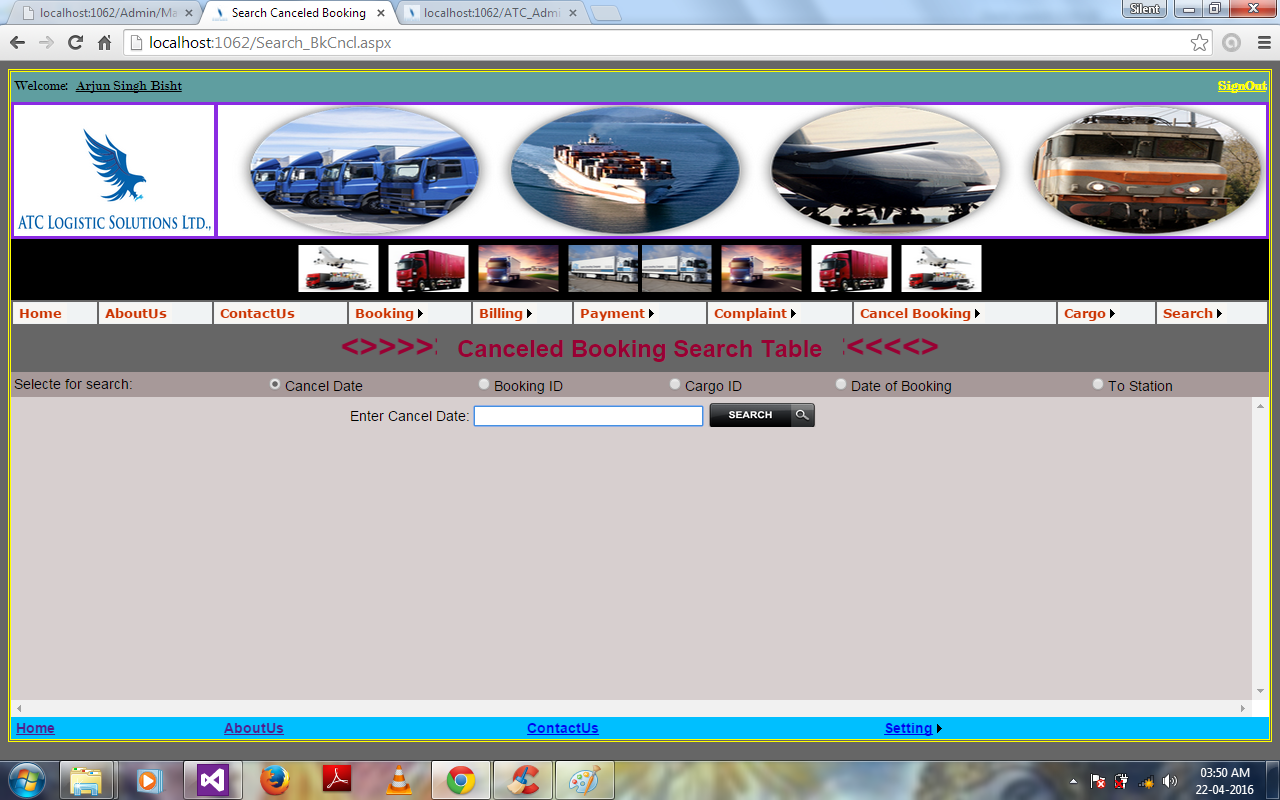 localhost:1062/Admin/Ma
Search Canceled Booking
localhost:1062/ATC_Admi
Silent
localhost:1062/Search_BkCncl.aspx
Welcome: Arjun Singh Bisht
SignOut
ATC Logistic Solutions Ltd.,
Home AboutUs ContactUs Booking Billing Payment Complaint Cancel Booking Cargo Search
<>>>>: Canceled Booking Search Table :<<<<>
Selecte for search: Cancel Date Booking ID Cargo ID Date of Booking To Station
Enter Cancel Date: SEARCH
Home AboutUs ContactUs Setting
03:50 AM
22-04-2016